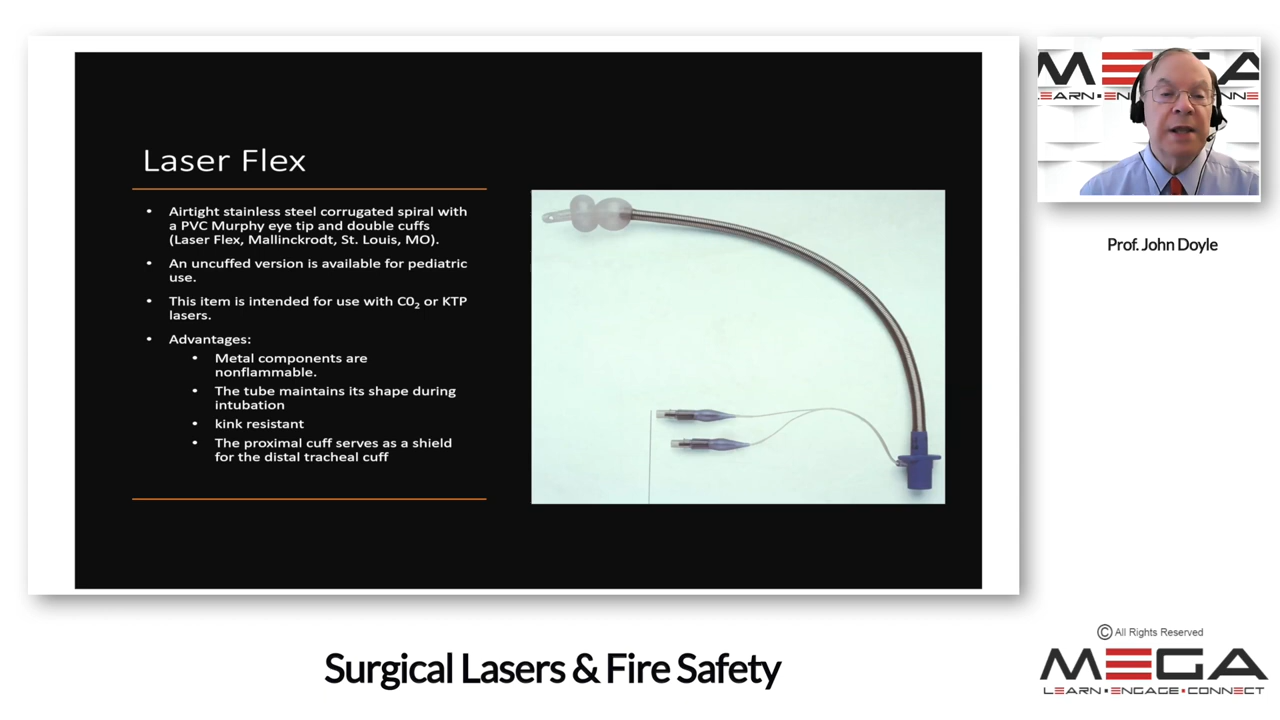 Laser Flex
• Airtight stainless steel corrugated spiral with
a PVC Murphy eye tip and double cuffs
(Laser Flex, Mallinckrodt, St. Louis, MO).
• An uncuffed version is available for pediatric
use.
• This item is intended for use with C0₂ or KTP
lasers.
• Advantages:
• Metal components are
nonflammable.
• The tube maintains its shape during
intubation
• kink resistant
• The proximal cuff serves as a shield
for the distal tracheal cuff
MEGA
LEARN▪EN
NNE
Prof. John Doyle
Surgical Lasers & Fire Safety
© All Rights Reserved
MEGA
LEARN▪ENGAGE▪CONNECT